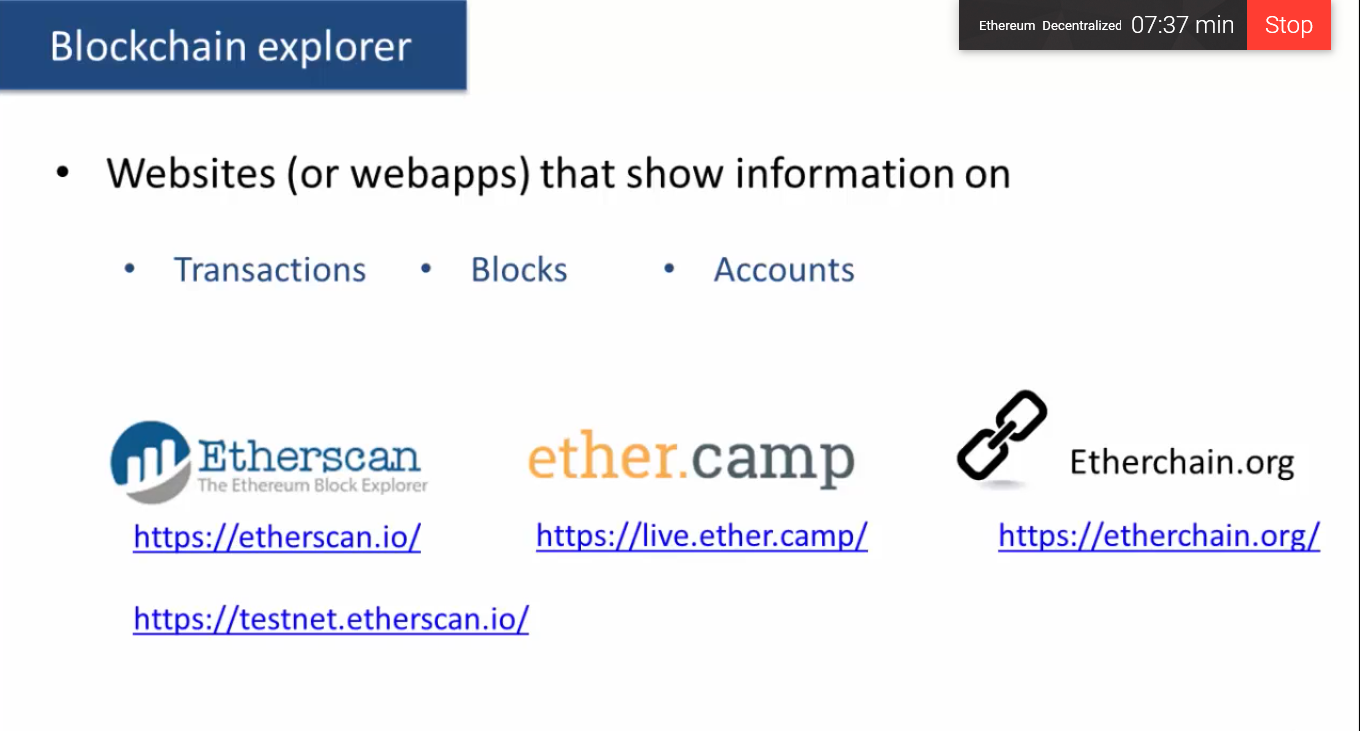 Blockchain explorer
Ethereum Decentralized 07:37 min Stop
• Websites (or webapps) that show information on
• Transactions • Blocks • Accounts
Etherscan
The Ethereum Block Explorer
ether.camp
Etherchain.org
https://etherscan.io/ https://live.ether.camp/ https://etherchain.org/
https://testnet.etherscan.io/